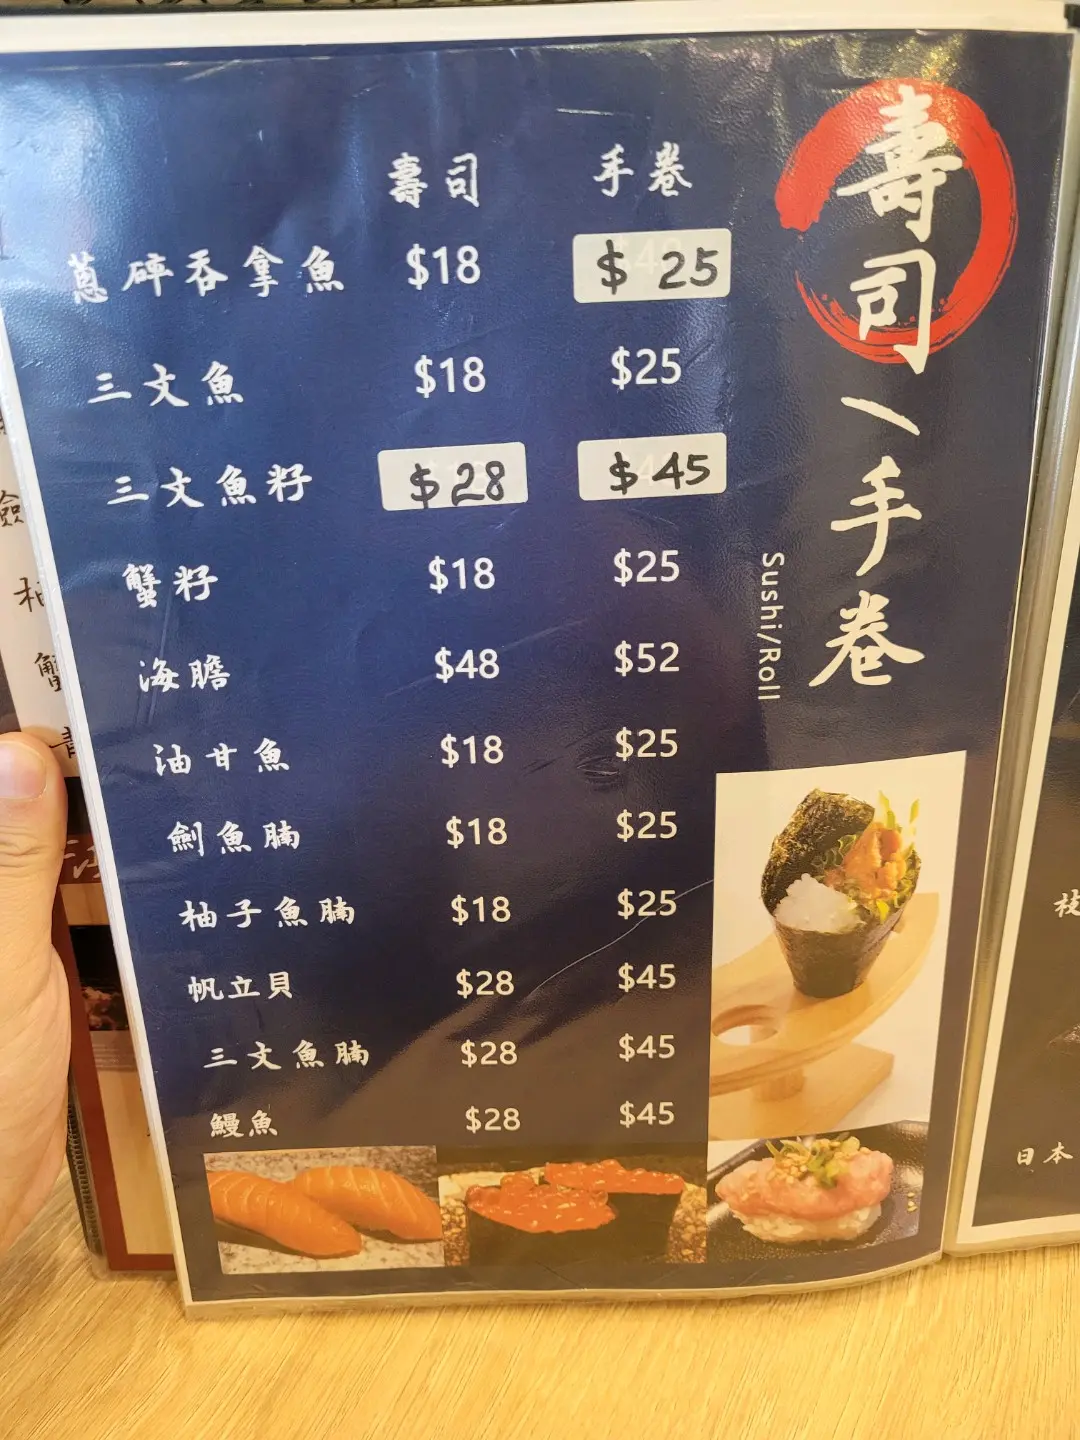 壽司、手卷
Sushi/Roll
壽司 手卷
蔥碎吞拿魚 $18 $25
三文魚 $18 $25
三文魚籽 $28 $45
蟹籽 $18 $25
海膽 $48 $52
油甘魚 $18 $25
劍魚腩 $18 $25
柚子魚腩 $18 $25
帆立貝 $28 $45
三文魚腩 $28 $45
鰻魚 $28 $45
日本